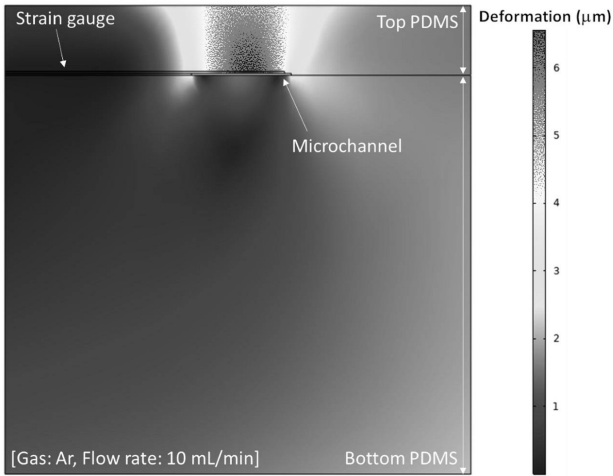 Strain gauge
Top PDMS
Deformation (μm)
Microchannel
6
5
4
3
2
1
[Gas: Ar, Flow rate: 10 mL/min]
Bottom PDMS